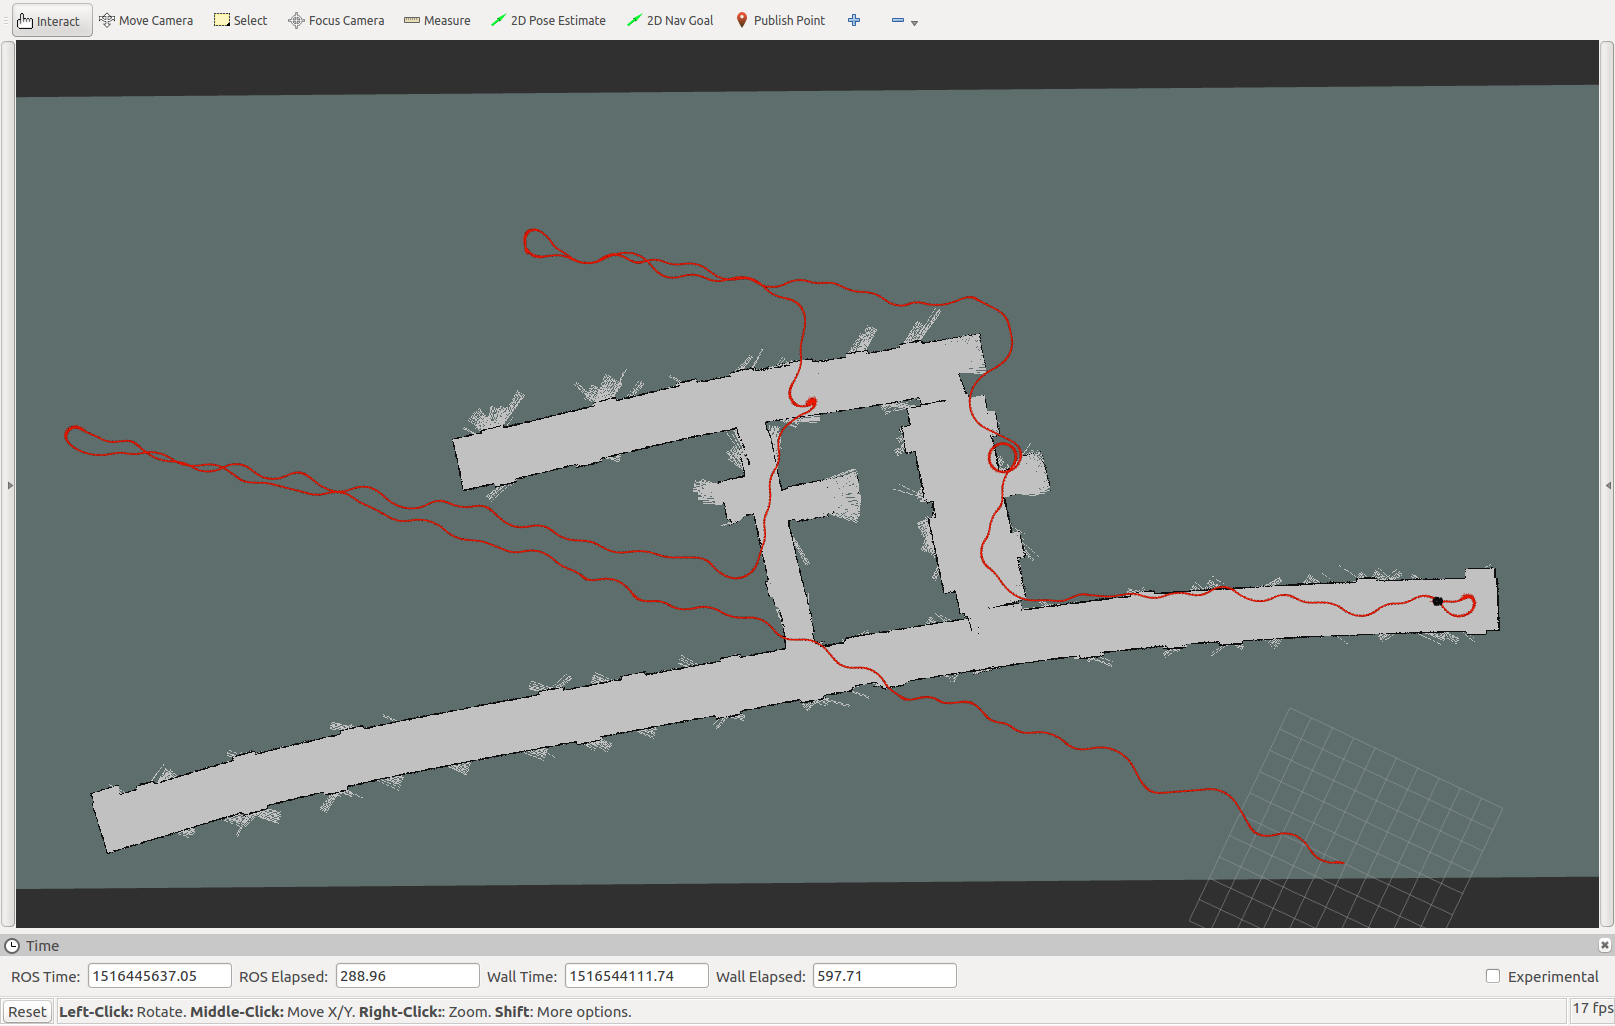 Interact Move Camera Select Focus Camera Measure 2D Pose Estimate 2D Nav Goal Publish Point
Time
ROS Time: 1516445637.05 ROS Elapsed: 288.96 Wall Time: 1516544111.74 Wall Elapsed: 597.71 Experimental
Reset Left-Click: Rotate. Middle-Click: Move X/Y. Right-Click:: Zoom. Shift: More options. 17 fps